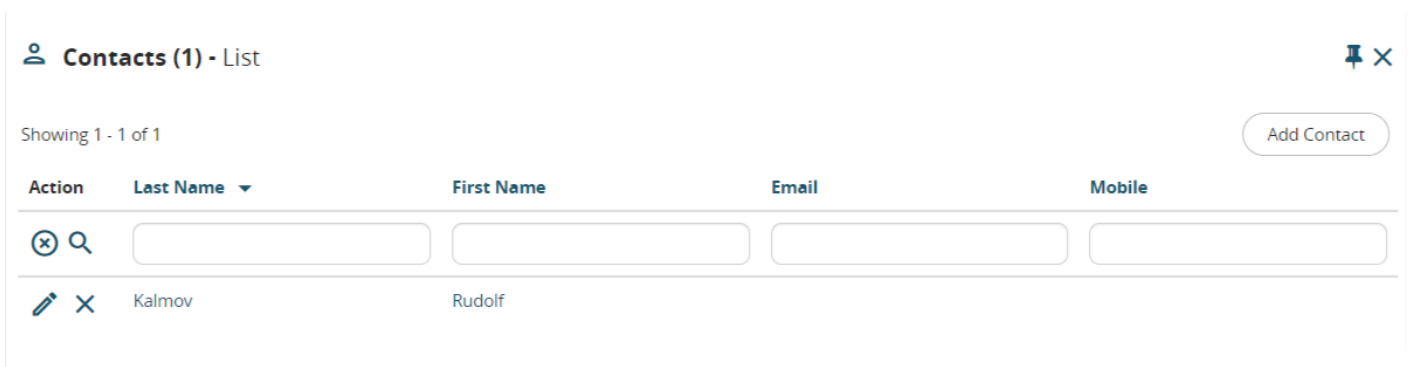 Contacts (1) - List
Showing 1 - 1 of 1
Add Contact
Action Last Name First Name Email Mobile
Kalmov Rudolf